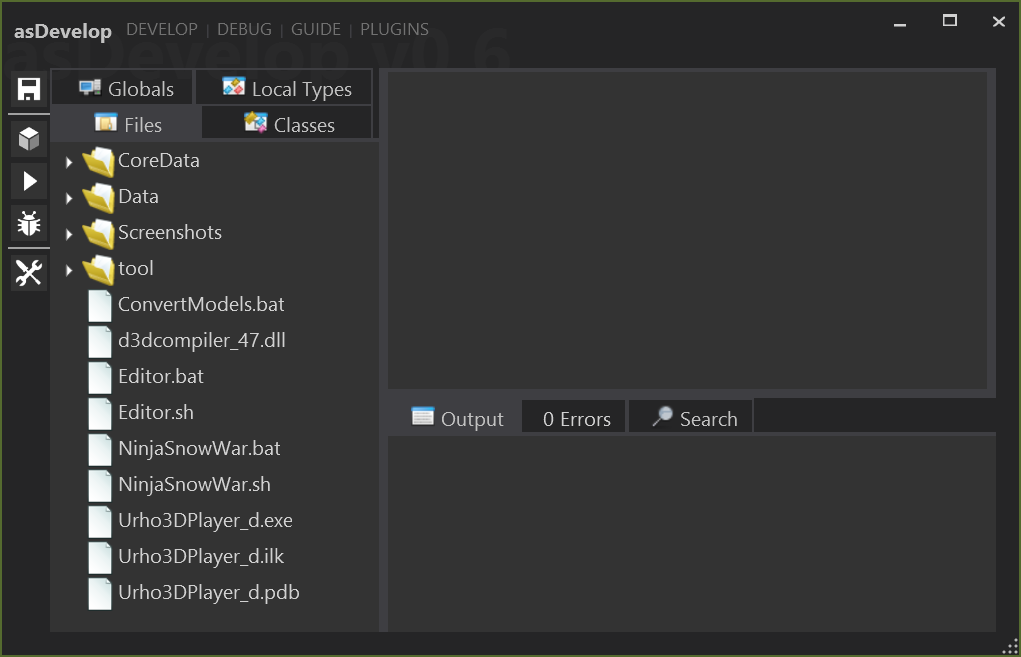 asDevelop DEVELOP | DEBUG | GUIDE | PLUGINS
asDevelop v0.6
Globals Local Types
Files Classes
CoreData
Data
Screenshots
tool
ConvertModels.bat
d3dcompiler_47.dll
Editor.bat
Editor.sh
NinjaSnowWar.bat
NinjaSnowWar.sh
Urho3DPlayer_d.exe
Urho3DPlayer_d.ilk
Urho3DPlayer_d.pdb
Output 0 Errors Search